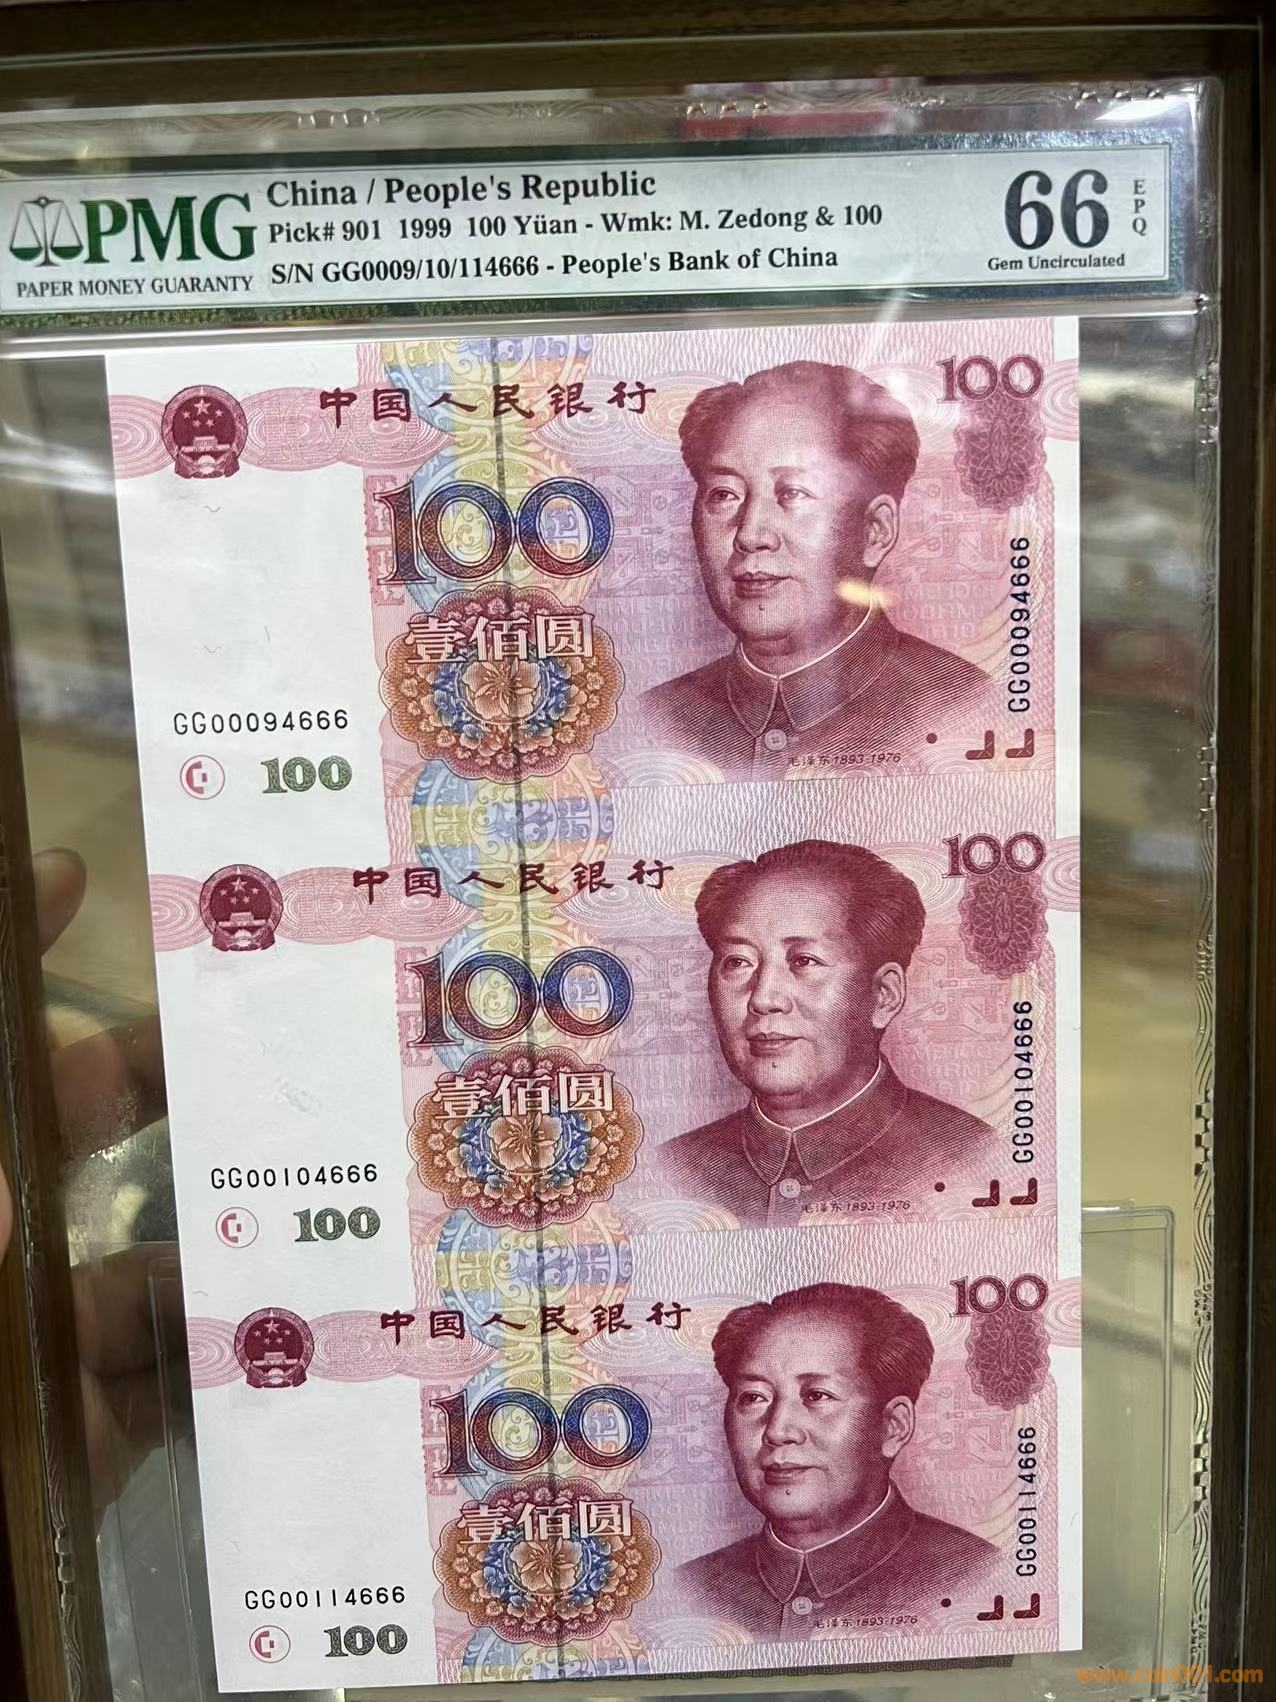 PMG
PAPER MONEY GUARANTY
China / People's Republic
Pick# 901 1999 100 Yüan - Wmk: M. Zedong & 100
S/N GG0009/10/114666 - People's Bank of China
66
EPQ
Gem Uncirculated
中国人民银行
100
100
壹佰圆
GG00094666
GG00094666
100
毛泽东1893-1976
中国人民银行
100
100
壹佰圆
GG00104666
GG00104666
100
毛泽东1893-1976
中国人民银行
100
100
壹佰圆
GG00114666
GG00114666
100
毛泽东1893-1976
www.coin001.com